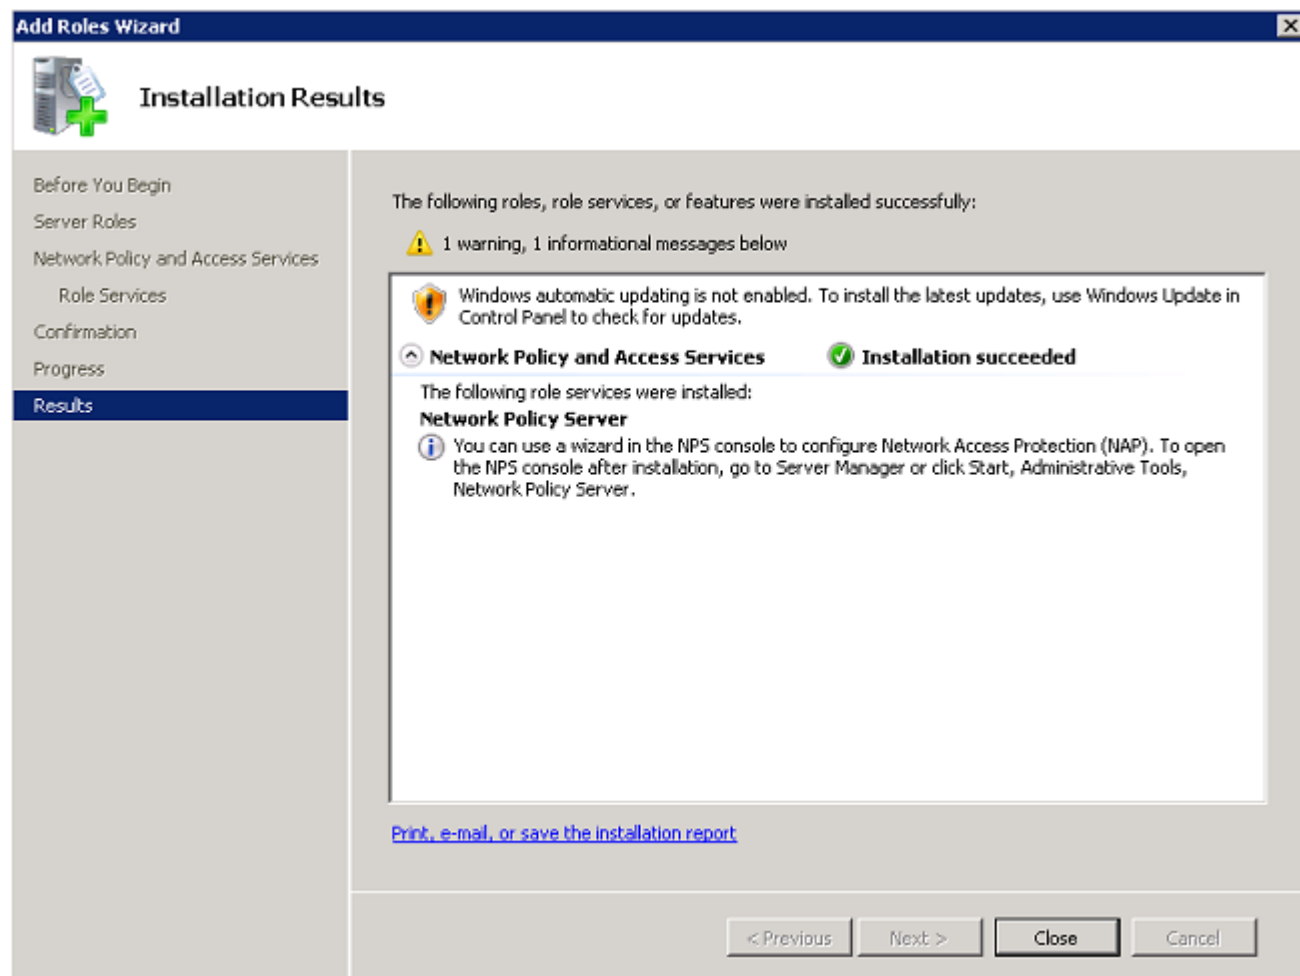 Add Roles Wizard
Installation Results
Before You Begin
Server Roles
Network Policy and Access Services
Role Services
Confirmation
Progress
Results
The following roles, role services, or features were installed successfully:
1 warning, 1 informational messages below
Windows automatic updating is not enabled. To install the latest updates, use Windows Update in
Control Panel to check for updates.
Network Policy and Access Services
Installation succeeded
The following role services were installed:
Network Policy Server
You can use a wizard in the NPS console to configure Network Access Protection (NAP). To open
the NPS console after installation, go to Server Manager or click Start, Administrative Tools,
Network Policy Server.
Print, e-mail, or save the installation report
< Previous
Next >
Close
Cancel